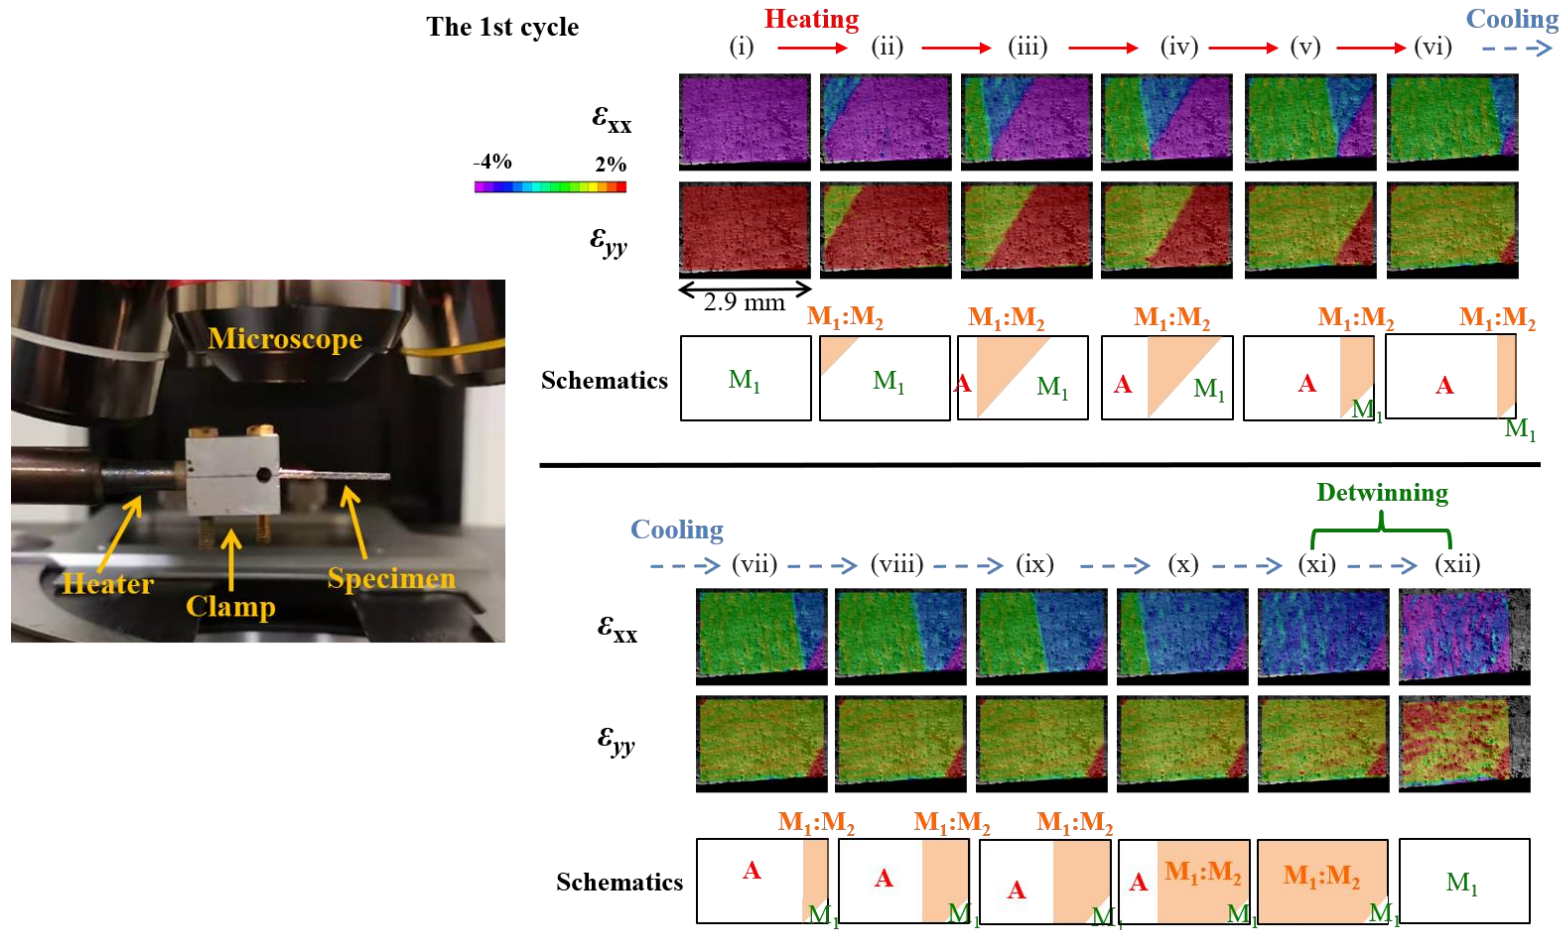 The 1st cycle
Heating
Cooling
(i) (ii) (iii) (iv) (v) (vi)
εxx
-4% 2%
εyy
2.9 mm
M1:M2 M1:M2 M1:M2 M1:M2 M1:M2
Schematics
M1 M1 A M1 A M1 A M1 A M1
Microscope
Heater
Clamp
Specimen
Detwinning
Cooling
(vii) (viii) (ix) (x) (xi) (xii)
εxx
εyy
M1:M2 M1:M2 M1:M2
Schematics
A M1 A M1 A M1 A M1:M2 M1 M1:M2 M1 M1